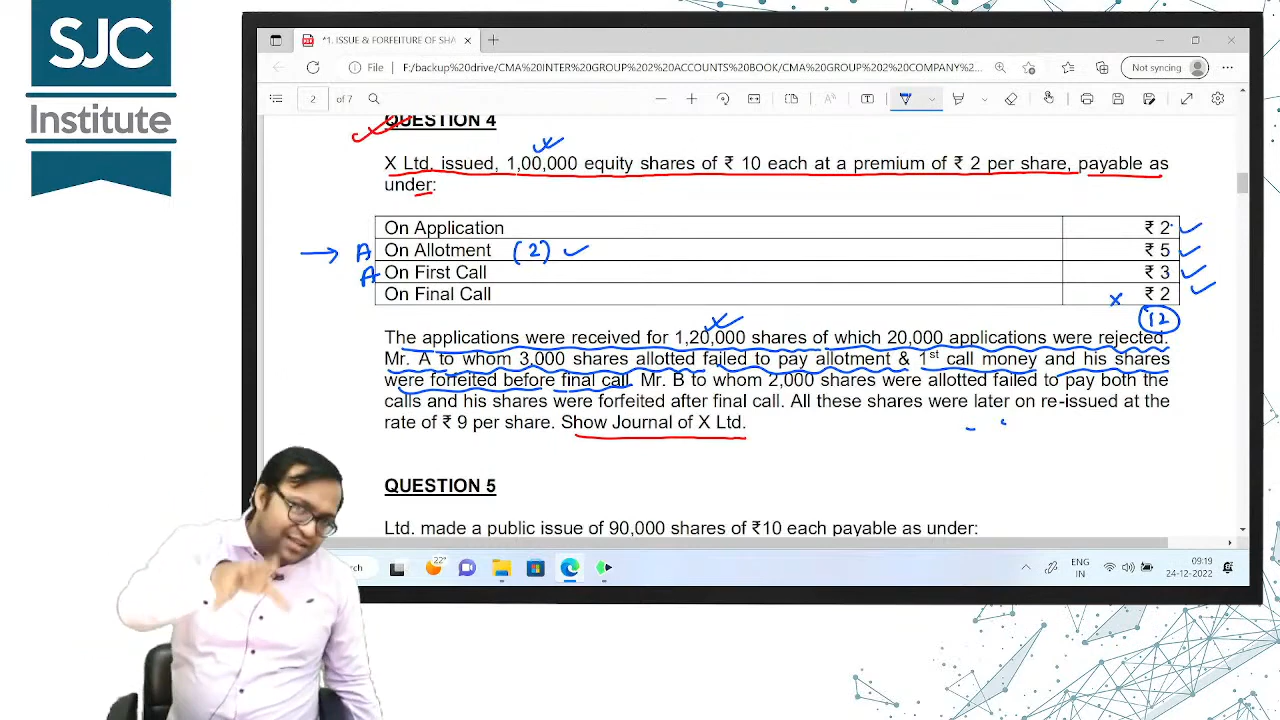 SJC
Institute
*1. ISSUE & FORFEITURE OF SHA
File
F:/backup%20drive/CMA%20INTER%20GROUP%202%20ACCOUNTS%20BOOK/CMA%20GROUP%202%20COMPANY_...
Not syncing
2 of 7
QUESTION 4
X Ltd. issued, 1,00,000 equity shares of ₹ 10 each at a premium of ₹ 2 per share, payable as
under:
On Application ₹ 2
A On Allotment (2) ₹ 5
A On First Call ₹ 3
On Final Call x ₹ 2
12
The applications were received for 1,20,000 shares of which 20,000 applications were rejected.
Mr. A to whom 3,000 shares allotted failed to pay allotment & 1st call money and his shares
were forfeited before final call. Mr. B to whom 2,000 shares were allotted failed to pay both the
calls and his shares were forfeited after final call. All these shares were later on re-issued at the
rate of ₹ 9 per share. Show Journal of X Ltd.
QUESTION 5
Ltd. made a public issue of 90,000 shares of ₹10 each payable as under:
rch
22°
ENG
IN
09:19
24-12-2022